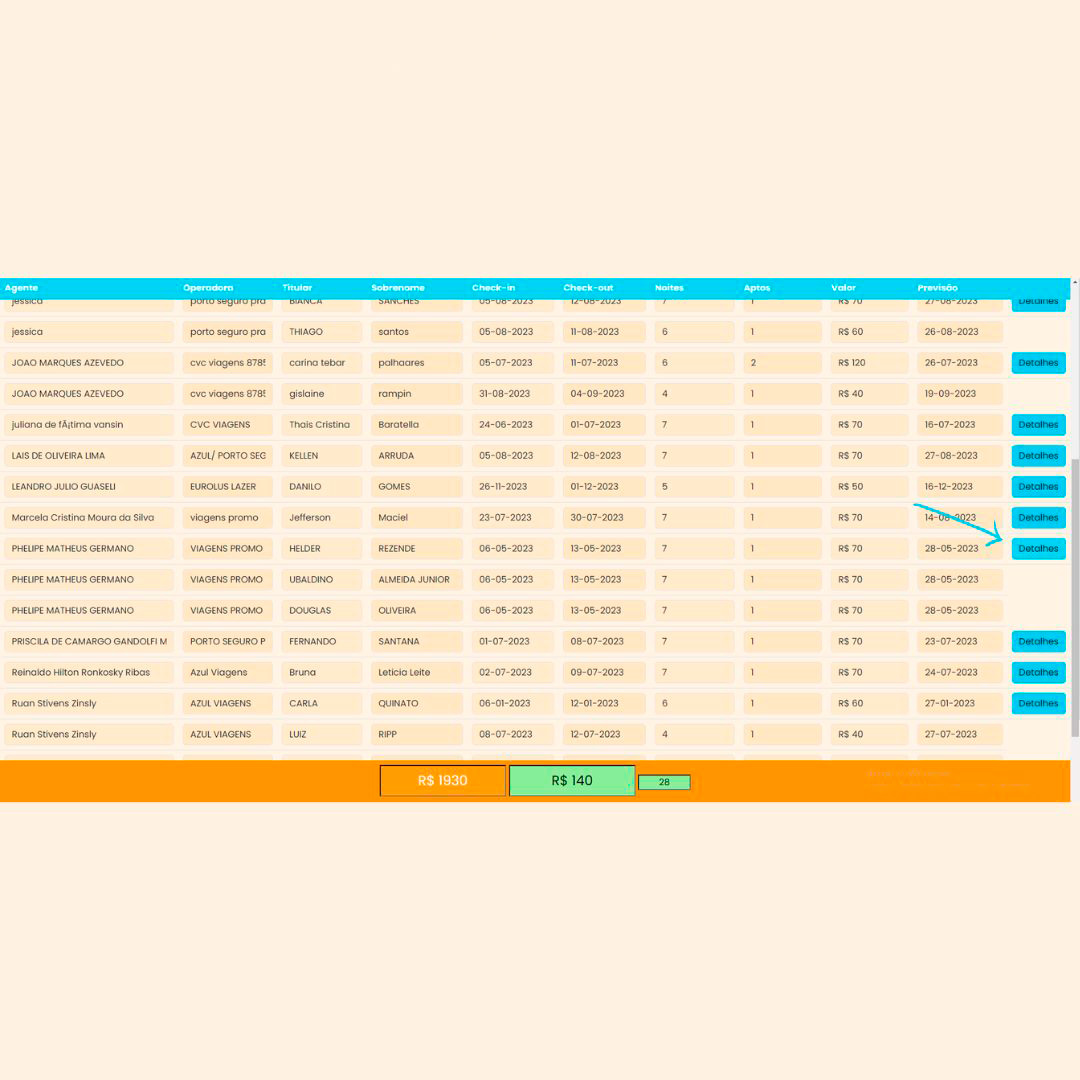 Agente Operadora Titular Sobrenome Check-in Check-out Noites Aptos Valor Previsão
jessica porto seguro pra BIANCA SANCHES 05-08-2023 12-08-2023 7 1 R$ 70 27-08-2023 Detalhes
jessica porto seguro pra THIAGO santos 05-08-2023 11-08-2023 6 1 R$ 60 26-08-2023
JOAO MARQUES AZEVEDO cvc viagens 8785 carina tebar palhaares 05-07-2023 11-07-2023 6 2 R$ 120 26-07-2023 Detalhes
JOAO MARQUES AZEVEDO cvc viagens 8785 gislaine rampin 31-08-2023 04-09-2023 4 1 R$ 40 19-09-2023
juliana de fÃ¡tima vansin CVC VIAGENS Thais Cristina Baratella 24-06-2023 01-07-2023 7 1 R$ 70 16-07-2023 Detalhes
LAIS DE OLIVEIRA LIMA AZUL/ PORTO SEG KELLEN ARRUDA 05-08-2023 12-08-2023 7 1 R$ 70 27-08-2023 Detalhes
LEANDRO JULIO GUASELI EUROLUS LAZER DANILO GOMES 26-11-2023 01-12-2023 5 1 R$ 50 16-12-2023 Detalhes
Marcela Cristina Moura da Silva viagens promo Jefferson Maciel 23-07-2023 30-07-2023 7 1 R$ 70 14-08-2023 Detalhes
PHELIPE MATHEUS GERMANO VIAGENS PROMO HELDER REZENDE 06-05-2023 13-05-2023 7 1 R$ 70 28-05-2023 Detalhes
PHELIPE MATHEUS GERMANO VIAGENS PROMO UBALDINO ALMEIDA JUNIOR 06-05-2023 13-05-2023 7 1 R$ 70 28-05-2023
PHELIPE MATHEUS GERMANO VIAGENS PROMO DOUGLAS OLIVEIRA 06-05-2023 13-05-2023 7 1 R$ 70 28-05-2023
PRISCILA DE CAMARGO GANDOLFI M PORTO SEGURO P FERNANDO SANTANA 01-07-2023 08-07-2023 7 1 R$ 70 23-07-2023 Detalhes
Reinaldo Hilton Ronkosky Ribas Azul Viagens Bruna Leticia Leite 02-07-2023 09-07-2023 7 1 R$ 70 24-07-2023 Detalhes
Ruan Stivens Zinsly AZUL VIAGENS CARLA QUINATO 06-01-2023 12-01-2023 6 1 R$ 60 27-01-2023 Detalhes
Ruan Stivens Zinsly AZUL VIAGENS LUIZ RIPP 08-07-2023 12-07-2023 4 1 R$ 40 27-07-2023
R$ 1930 R$ 140 28